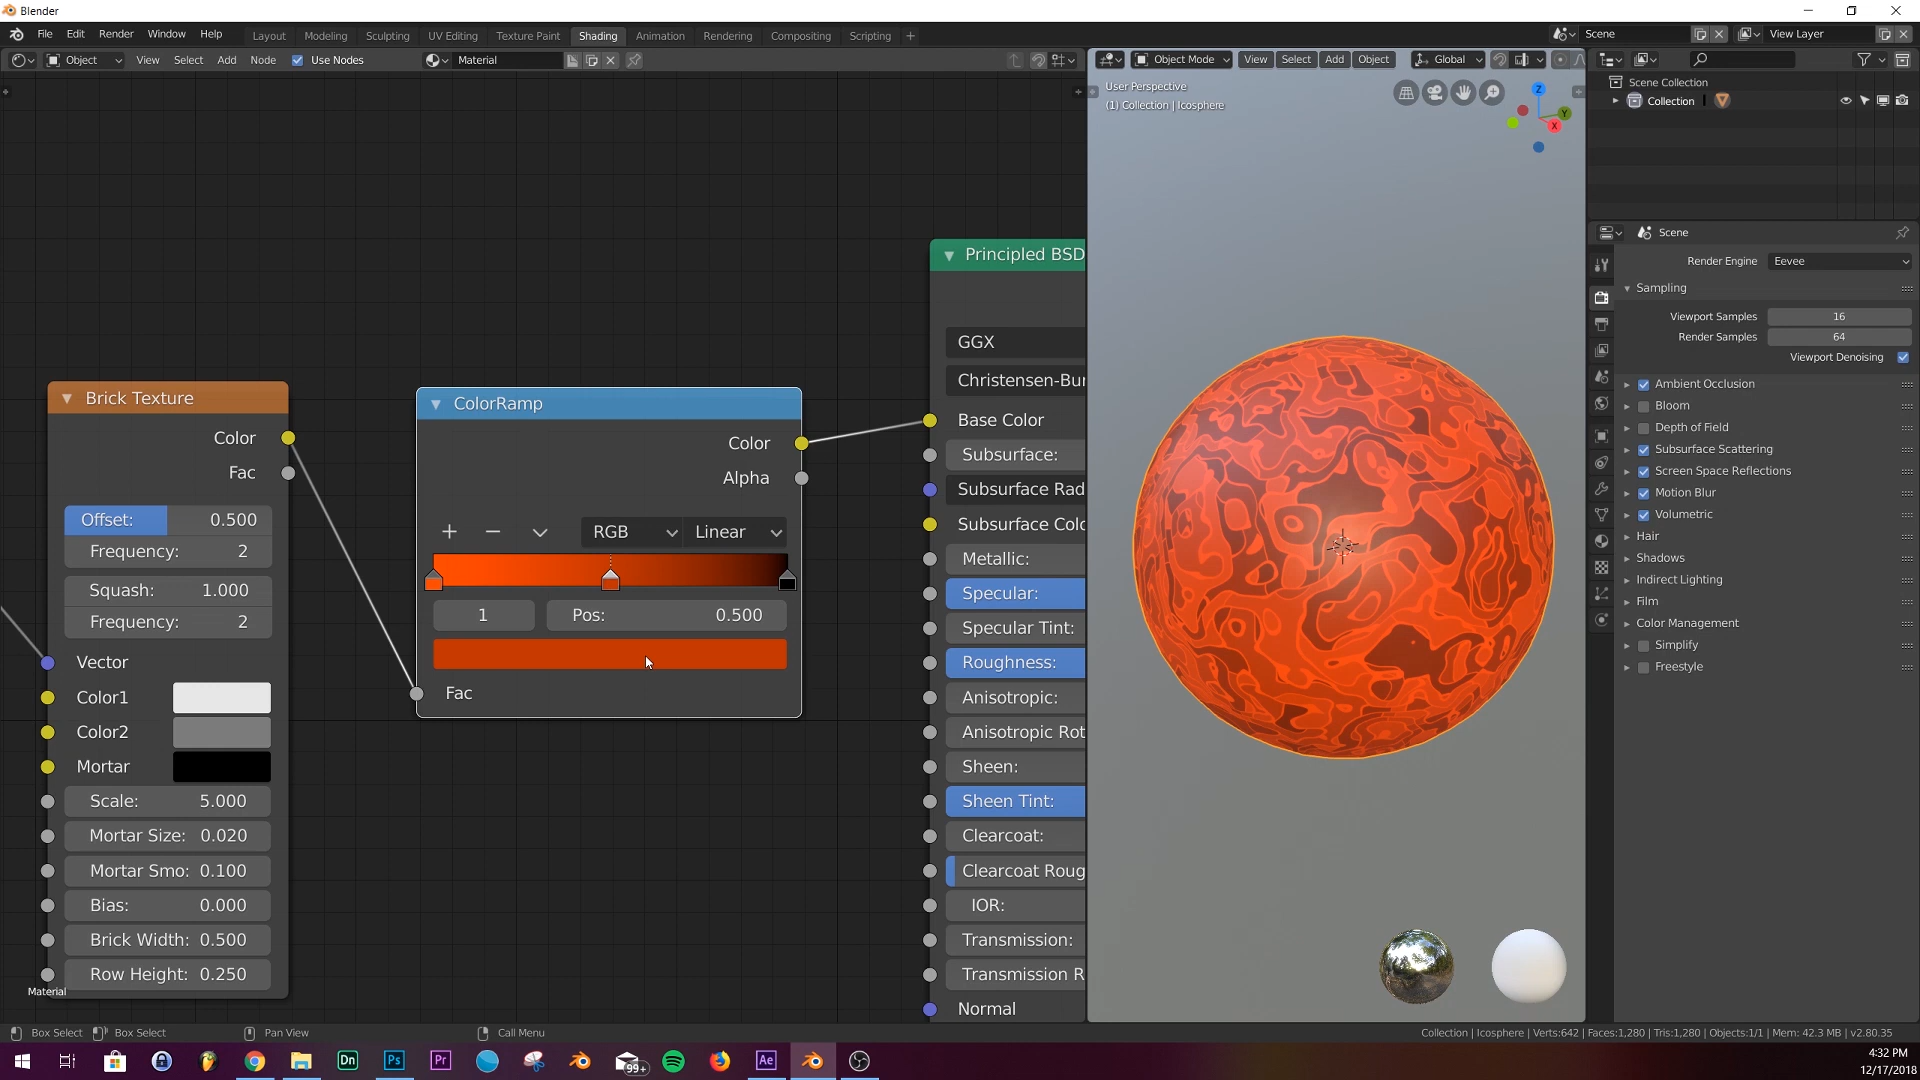 Blender
File Edit Render Window Help Layout Modeling Sculpting UV Editing Texture Paint Shading Animation Rendering Compositing Scripting + Scene View Layer
Object View Select Add Node Use Nodes Material
Object Mode View Select Add Object Global
User Perspective
(1) Collection | Icosphere
Z
Y
X
Scene Collection
Collection
Scene
Render Engine Eevee
Sampling
Viewport Samples 16
Render Samples 64
Viewport Denoising
Ambient Occlusion
Bloom
Depth of Field
Subsurface Scattering
Screen Space Reflections
Motion Blur
Volumetric
Hair
Shadows
Indirect Lighting
Film
Color Management
Simplify
Freestyle
Brick Texture
Color
Fac
Offset: 0.500
Frequency: 2
Squash: 1.000
Frequency: 2
Vector
Color1
Color2
Mortar
Scale: 5.000
Mortar Size: 0.020
Mortar Smo: 0.100
Bias: 0.000
Brick Width: 0.500
Row Height: 0.250
Material
ColorRamp
Color
Alpha
+ − RGB Linear
1 Pos: 0.500
Fac
Principled BSD
GGX
Christensen-Bur
Base Color
Subsurface:
Subsurface Rad
Subsurface Colo
Metallic:
Specular:
Specular Tint:
Roughness:
Anisotropic:
Anisotropic Rot
Sheen:
Sheen Tint:
Clearcoat:
Clearcoat Roug
IOR:
Transmission:
Transmission R
Normal
Box Select Box Select Pan View Call Menu
Collection | Icosphere | Verts:642 | Faces:1,280 | Tris:1,280 | Objects:1/1 | Mem: 42.3 MB | v2.80.35
Dn Ps Pr 99+ Ae
4:32 PM
12/17/2018